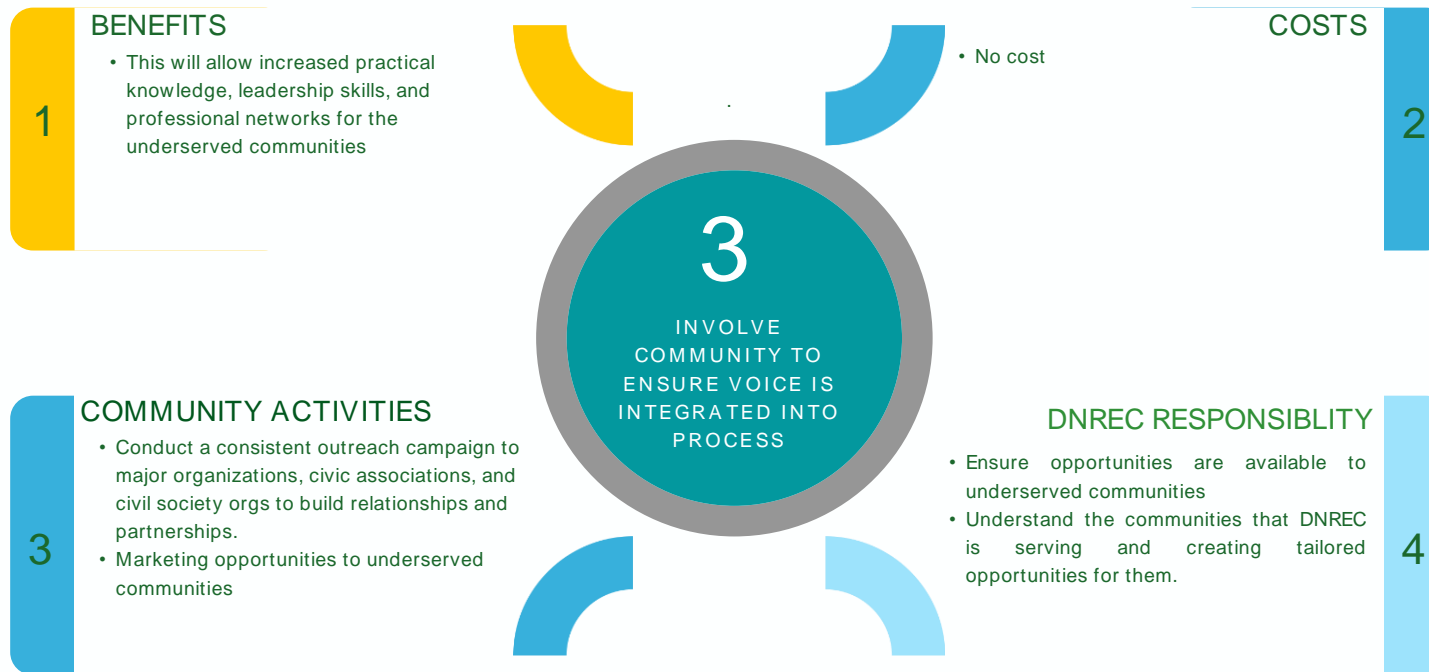 1
BENEFITS
• This will allow increased practical
knowledge, leadership skills, and
professional networks for the
underserved communities
COSTS
• No cost
2
.
3
INVOLVE
COMMUNITY TO
ENSURE VOICE IS
INTEGRATED INTO
PROCESS
3
COMMUNITY ACTIVITIES
• Conduct a consistent outreach campaign to
major organizations, civic associations, and
civil society orgs to build relationships and
partnerships.
• Marketing opportunities to underserved
communities
DNREC RESPONSIBLITY
• Ensure opportunities are available to
underserved communities
• Understand the communities that DNREC
is serving and creating tailored
opportunities for them.
4